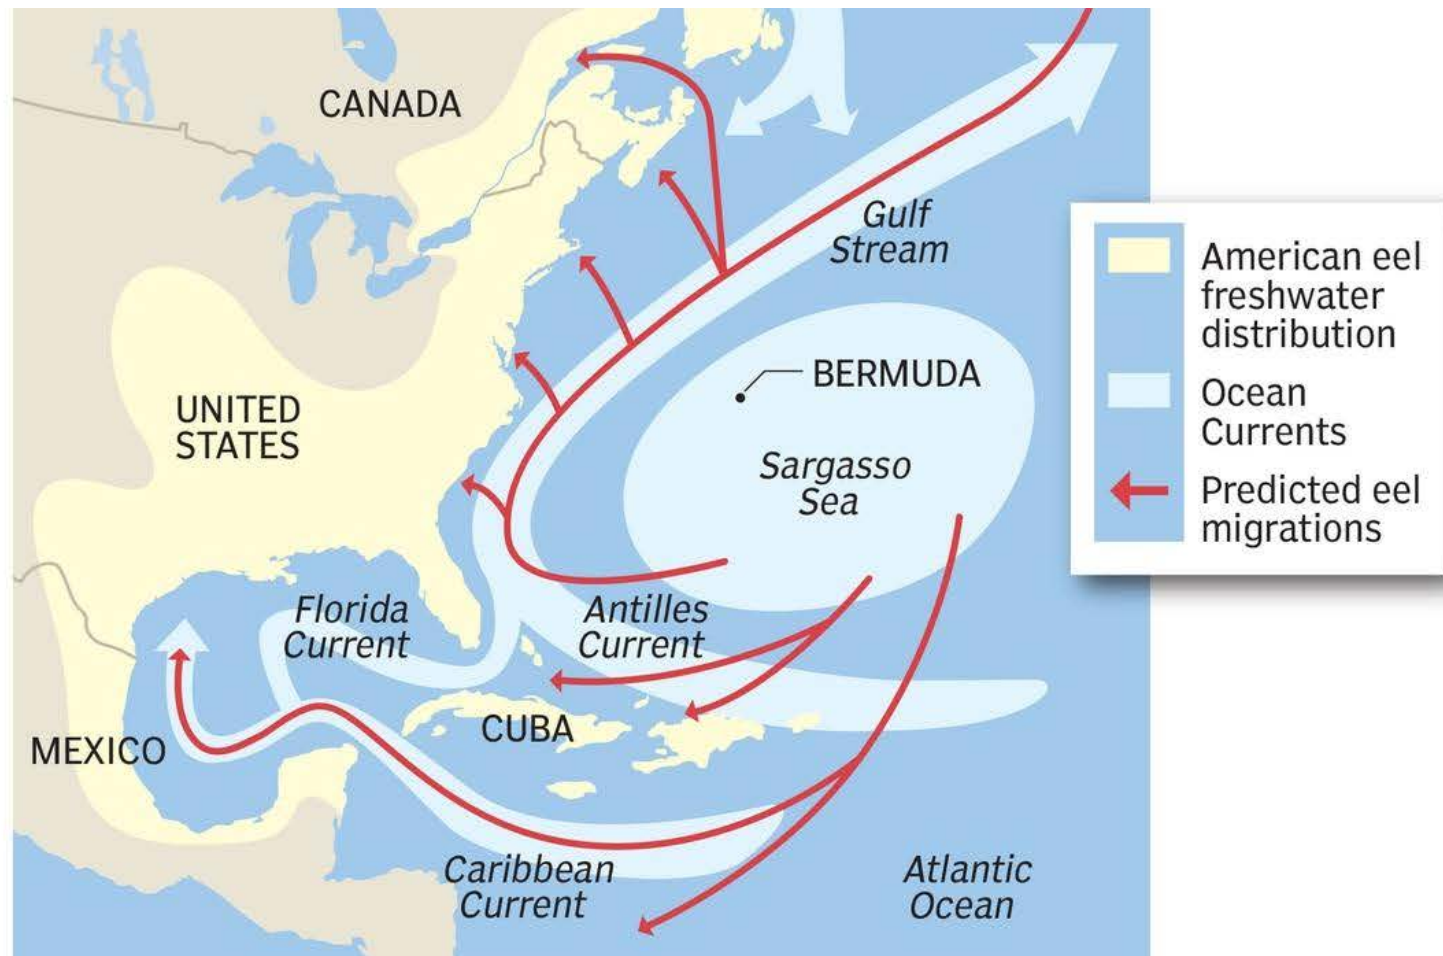 CANADA
Gulf
Stream
BERMUDA
UNITED
STATES
Sargasso
Sea
Florida
Current
Antilles
Current
CUBA
MEXICO
Caribbean
Current
Atlantic
Ocean
American eel
freshwater
distribution
Ocean
Currents
Predicted eel
migrations